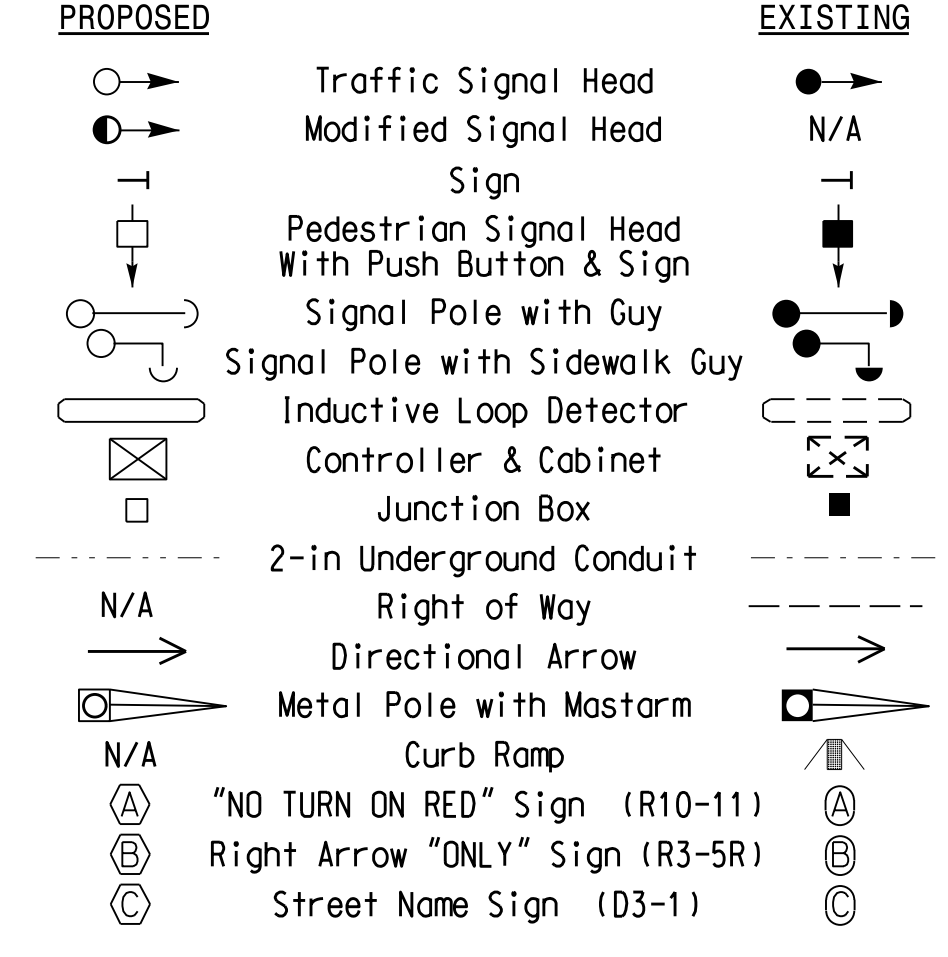 PROPOSED EXISTING
Traffic Signal Head
Modified Signal Head N/A
Sign
Pedestrian Signal Head
With Push Button & Sign
Signal Pole with Guy
Signal Pole with Sidewalk Guy
Inductive Loop Detector
Controller & Cabinet
Junction Box
2-in Underground Conduit
N/A Right of Way
Directional Arrow
Metal Pole with Mastarm
N/A Curb Ramp
A "NO TURN ON RED" Sign (R10-11) A
B Right Arrow "ONLY" Sign (R3-5R) B
C Street Name Sign (D3-1) C